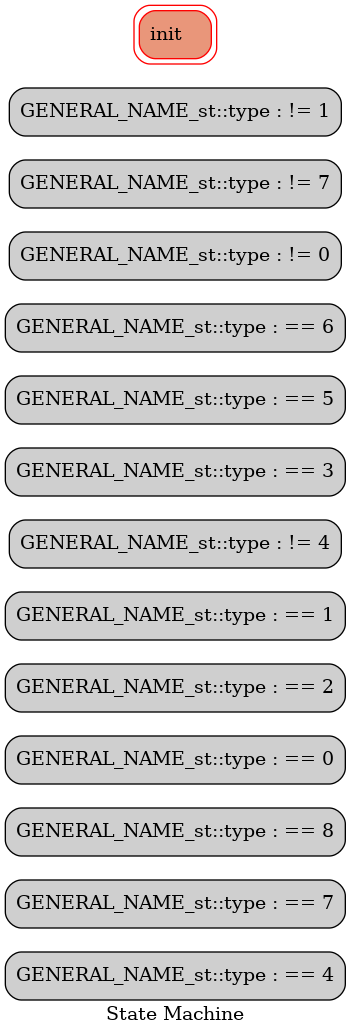 init
GENERAL_NAME_st::type : != 1
GENERAL_NAME_st::type : != 7
GENERAL_NAME_st::type : != 0
GENERAL_NAME_st::type : == 6
GENERAL_NAME_st::type : == 5
GENERAL_NAME_st::type : == 3
GENERAL_NAME_st::type : != 4
GENERAL_NAME_st::type : == 1
GENERAL_NAME_st::type : == 2
GENERAL_NAME_st::type : == 0
GENERAL_NAME_st::type : == 8
GENERAL_NAME_st::type : == 7
GENERAL_NAME_st::type : == 4
State Machine